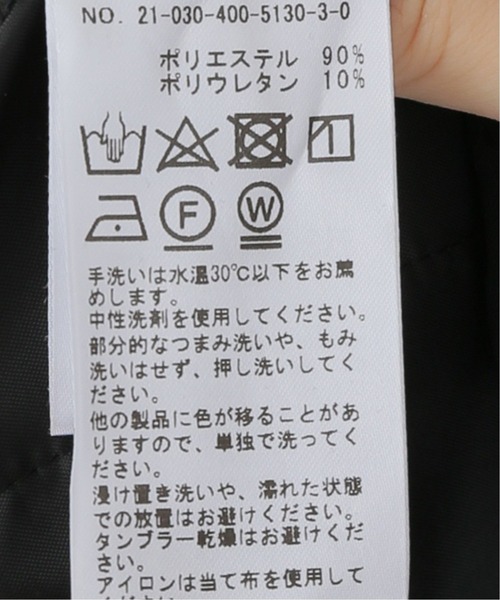 NO. 21-030-400-5130-3-0
ポリエステル 90%
ポリウレタン 10%
F
W
手洗いは水温30℃以下をお薦
めします。
中性洗剤を使用してください。
部分的なつまみ洗いや、もみ
洗いはせず、押し洗いしてく
ださい。
他の製品に色が移ることがあ
りますので、単独で洗ってく
ださい。
浸け置き洗いや、濡れた状態
での放置はお避けください。
タンブラー乾燥はお避けくだ
さい。
アイロンは当て布を使用して
ください。